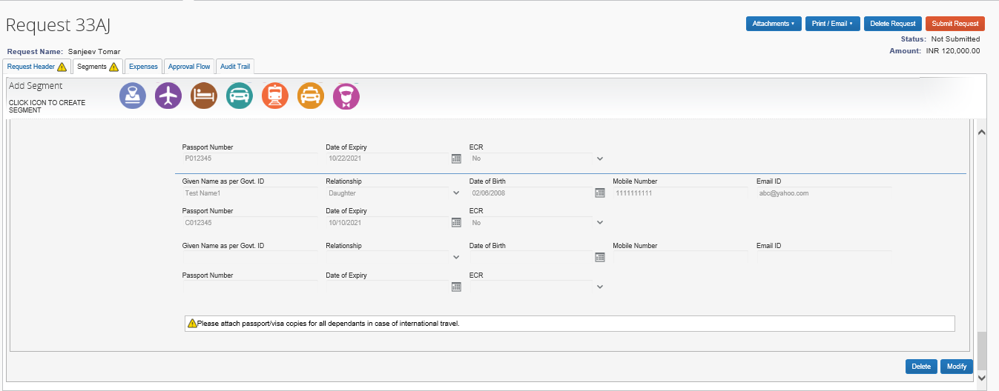 Request 33AJ
Attachments Print / Email Delete Request Submit Request
Status: Not Submitted
Request Name: Sanjeev Tomar
Amount: INR 120,000.00
Request Header Segments Expenses Approval Flow Audit Trail
Add Segment
CLICK ICON TO CREATE
SEGMENT
Passport Number Date of Expiry ECR
P012345 10/22/2021 No
Given Name as per Govt. ID Relationship Date of Birth Mobile Number Email ID
Test Name1 Daughter 02/06/2008 1111111111 abc@yahoo.com
Passport Number Date of Expiry ECR
C012345 10/10/2021 No
Given Name as per Govt. ID Relationship Date of Birth Mobile Number Email ID
Passport Number Date of Expiry ECR
Please attach passport/visa copies for all dependants in case of international travel.
Delete Modify